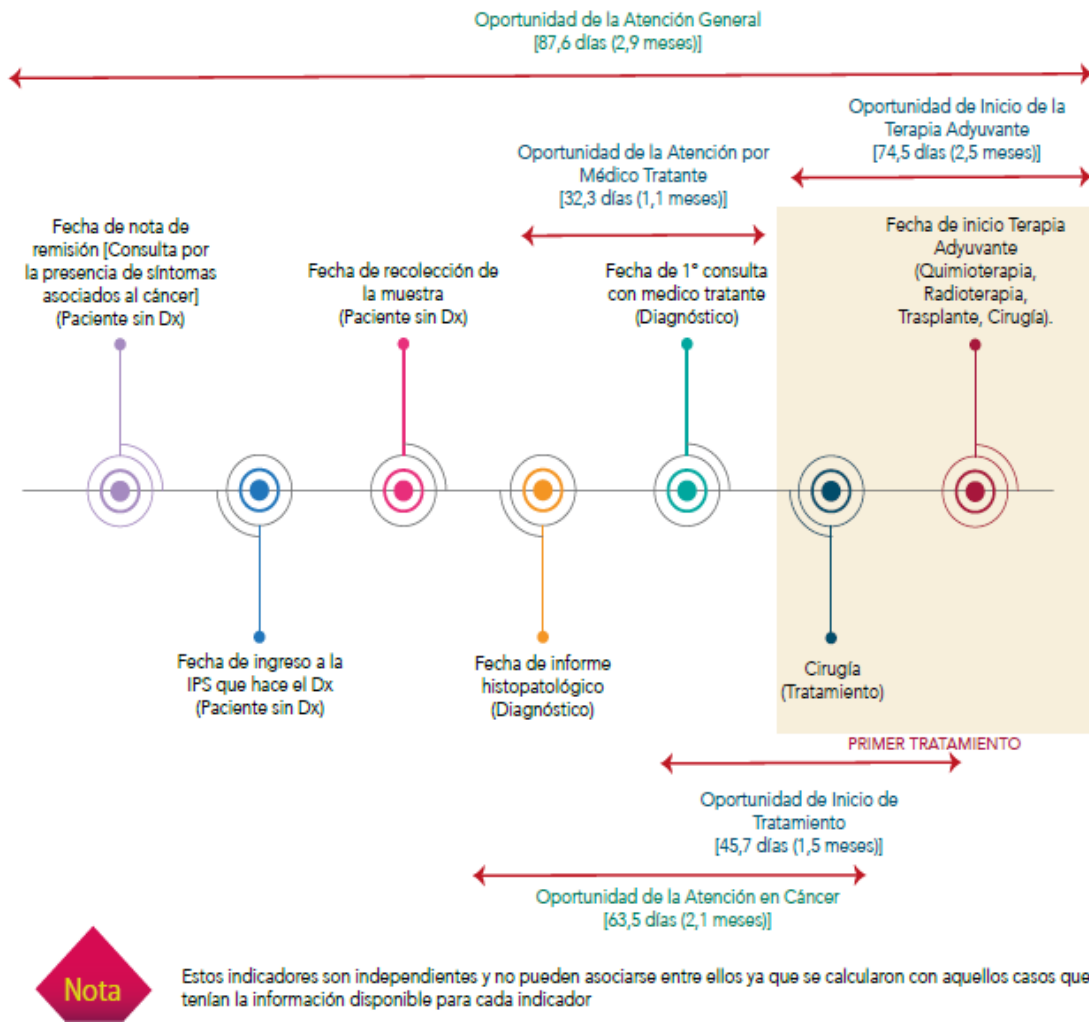 Oportunidad de la Atención General
[87,6 días (2,9 meses)]
Oportunidad de Inicio de la
Terapia Adyuvante
[74,5 días (2,5 meses)]
Oportunidad de la Atención por
Médico Tratante
[32,3 días (1,1 meses)]
Fecha de nota de
remisión [Consulta por
la presencia de síntomas
asociados al cáncer]
(Paciente sin Dx)
Fecha de recolección de
la muestra
(Paciente sin Dx)
Fecha de 1° consulta
con medico tratante
(Diagnóstico)
Fecha de inicio Terapia
Adyuvante
(Quimioterapia,
Radioterapia,
Trasplante, Cirugía).
Fecha de ingreso a la
IPS que hace el Dx
(Paciente sin Dx)
Fecha de informe
histopatológico
(Diagnóstico)
Cirugía
(Tratamiento)
PRIMER TRATAMIENTO
Oportunidad de Inicio de
Tratamiento
[45,7 días (1,5 meses)]
Oportunidad de la Atención en Cáncer
[63,5 días (2,1 meses)]
Nota
Estos indicadores son independientes y no pueden asociarse entre ellos ya que se calcularon con aquellos casos que
tenían la información disponible para cada indicador